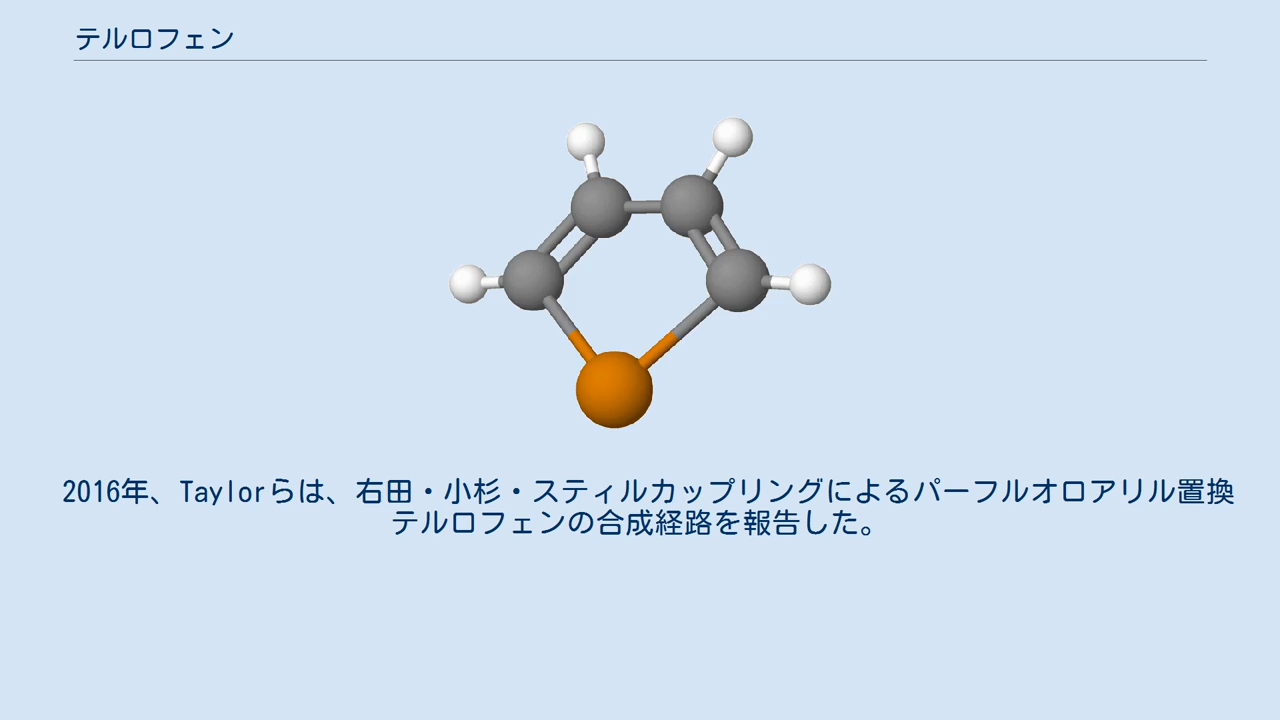 テルロフェン
2016年、Taylorらは、右田・小杉・スティルカップリングによるパーフルオロアリル置換
テルロフェンの合成経路を報告した。